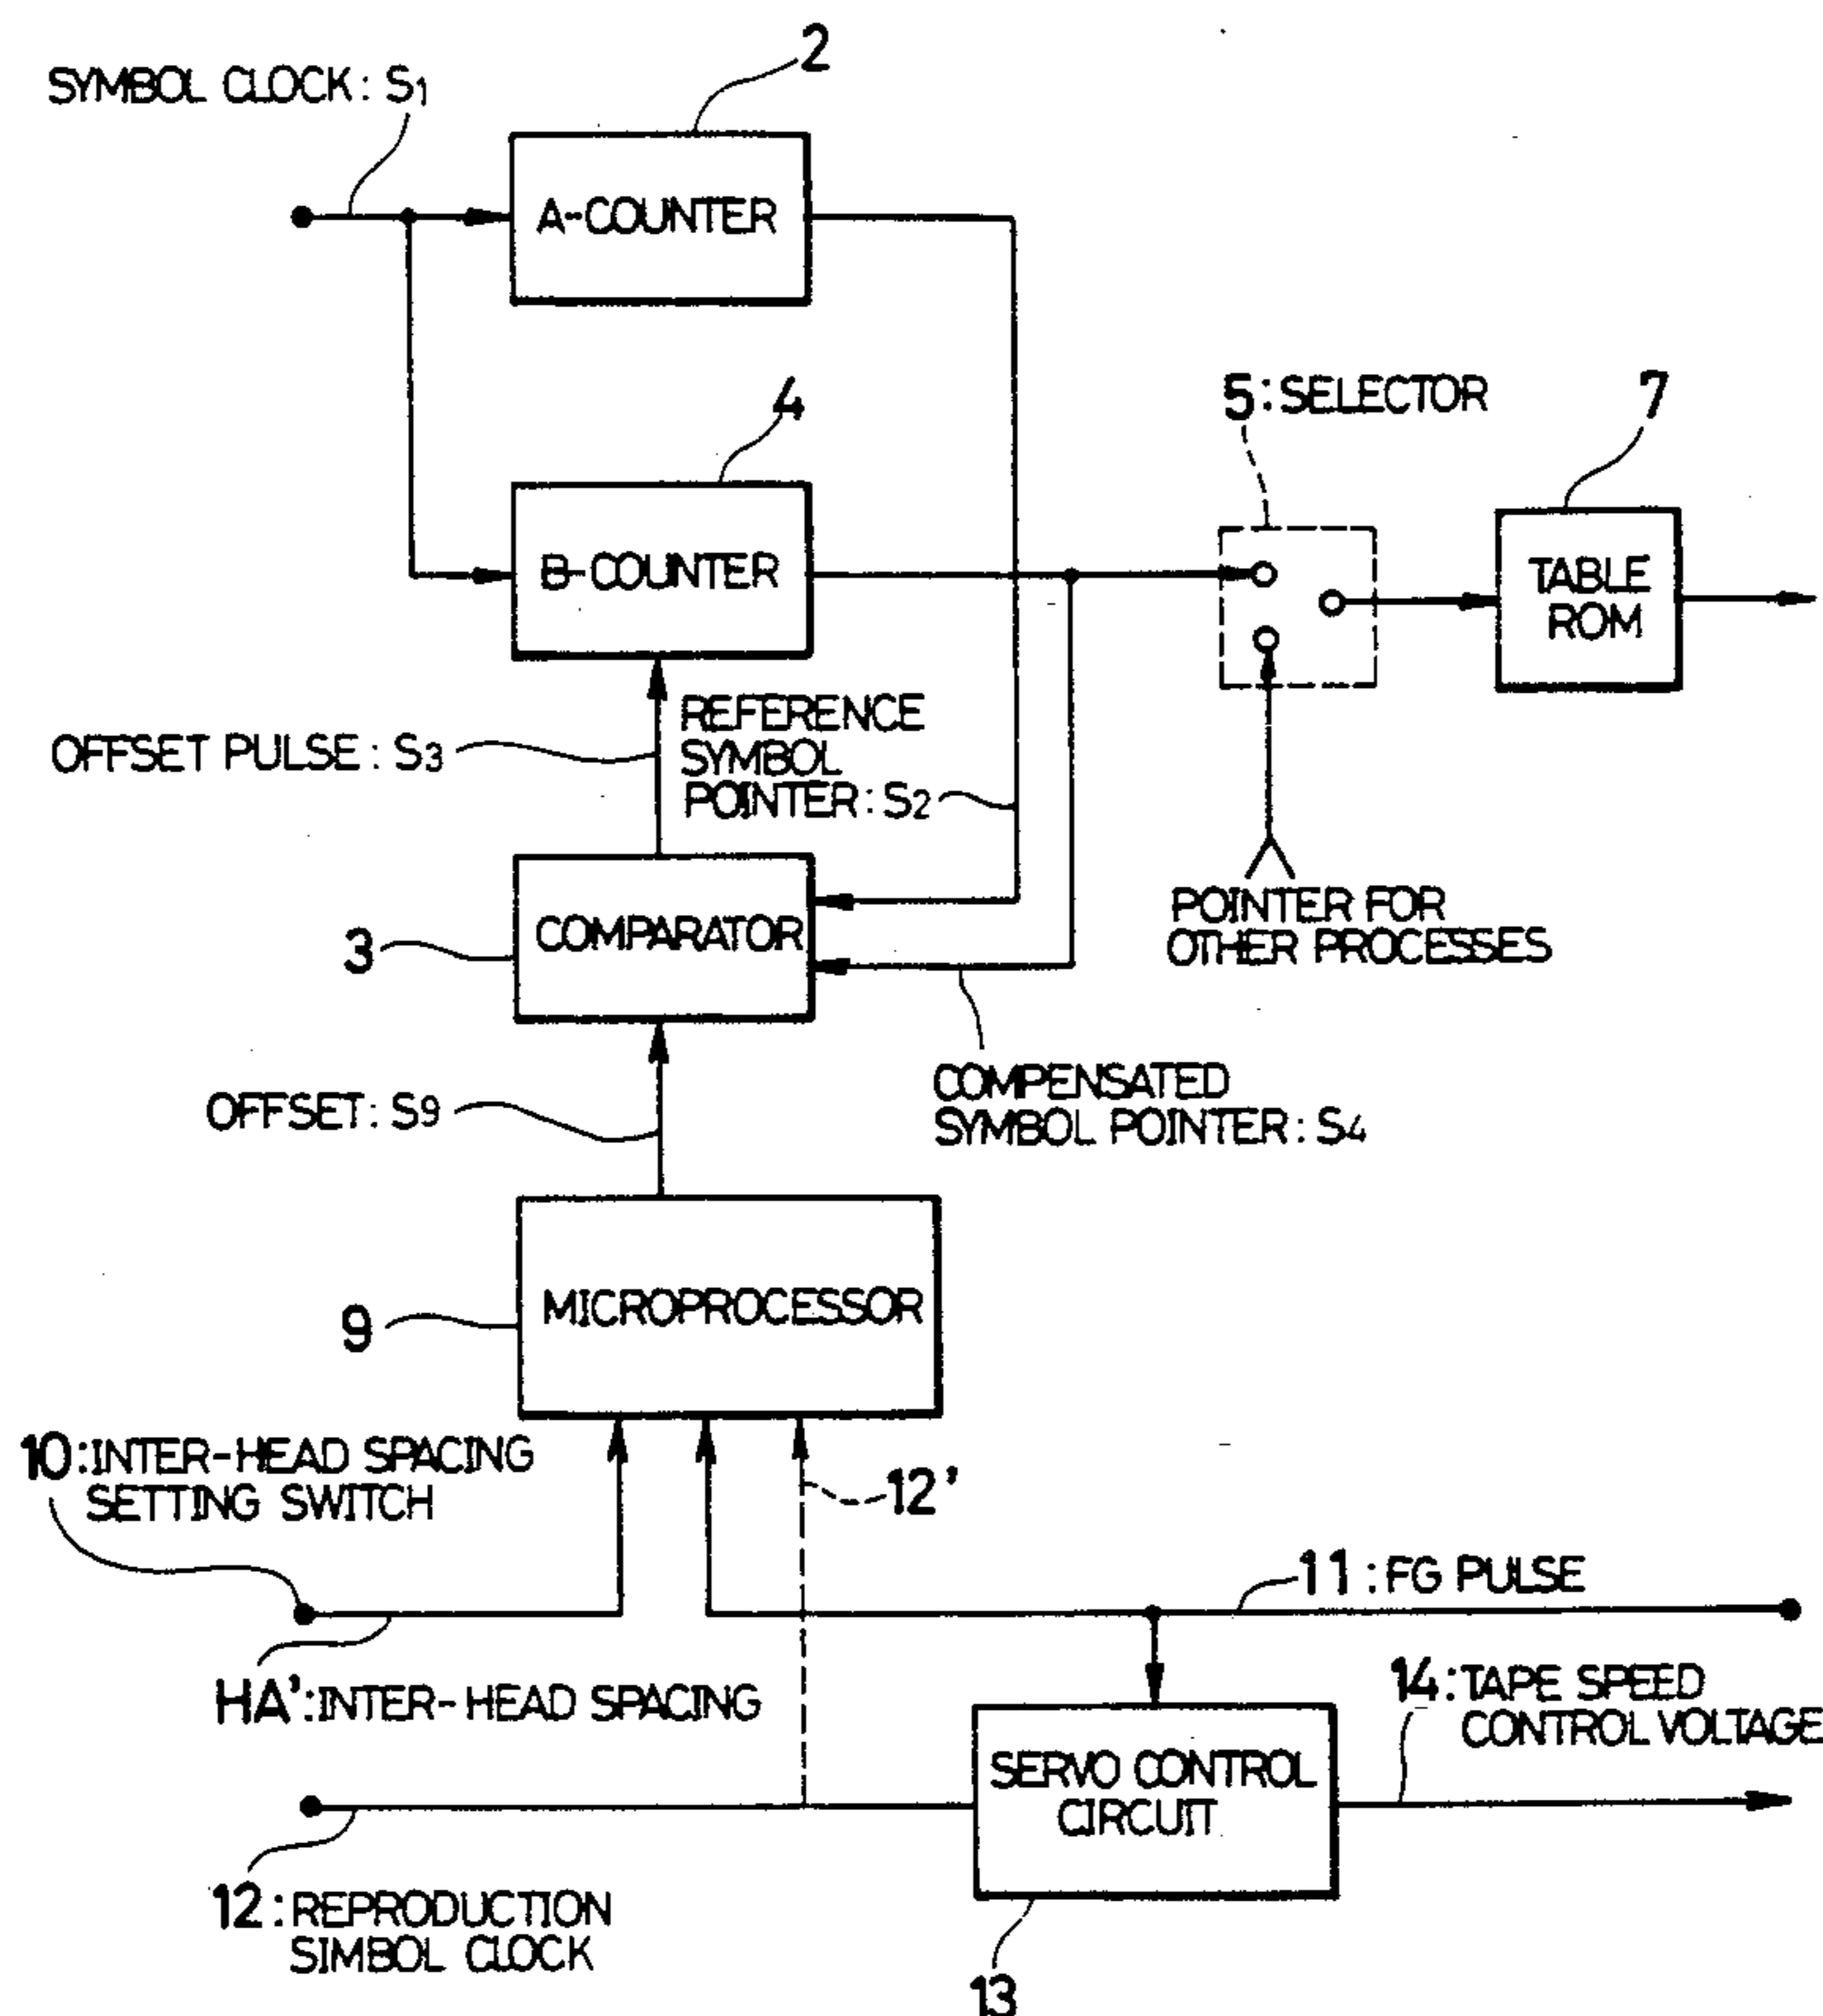 2
SYMBOL CLOCK: S1
A-COUNTER
4
5:SELECTOR
7
B-COUNTER
TABLE
ROM
REFERENCE
SYMBOL
POINTER: S2
OFFSET PULSE: S3
3
COMPARATOR
POINTER FOR
OTHER PROCESSES
COMPENSATED
SYMBOL POINTER: S4
OFFSET: S9
9
MICROPROCESSOR
10:INTER-HEAD SPACING
SETTING SWITCH
12'
11:FG PULSE
HA':INTER-HEAD SPACING
14:TAPE SPEED
CONTROL VOLTAGE
SERVO CONTROL
CIRCUIT
12:REPRODUCTION
SIMBOL CLOCK
13